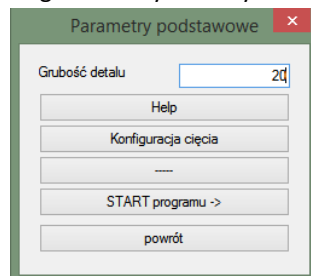 Parametry podstawowe
Grubość detalu 20
Help
Konfiguracja cięcia
----
START programu ->
powrót